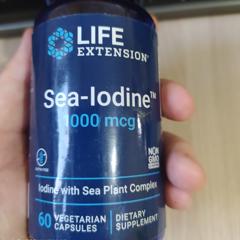 LIFE
EXTENSION®
Sea-Iodine™
1000 mcg
NON
GMO
Iodine with Sea Plant Complex
60 VEGETARIAN
CAPSULES
DIETARY
SUPPLEMENT